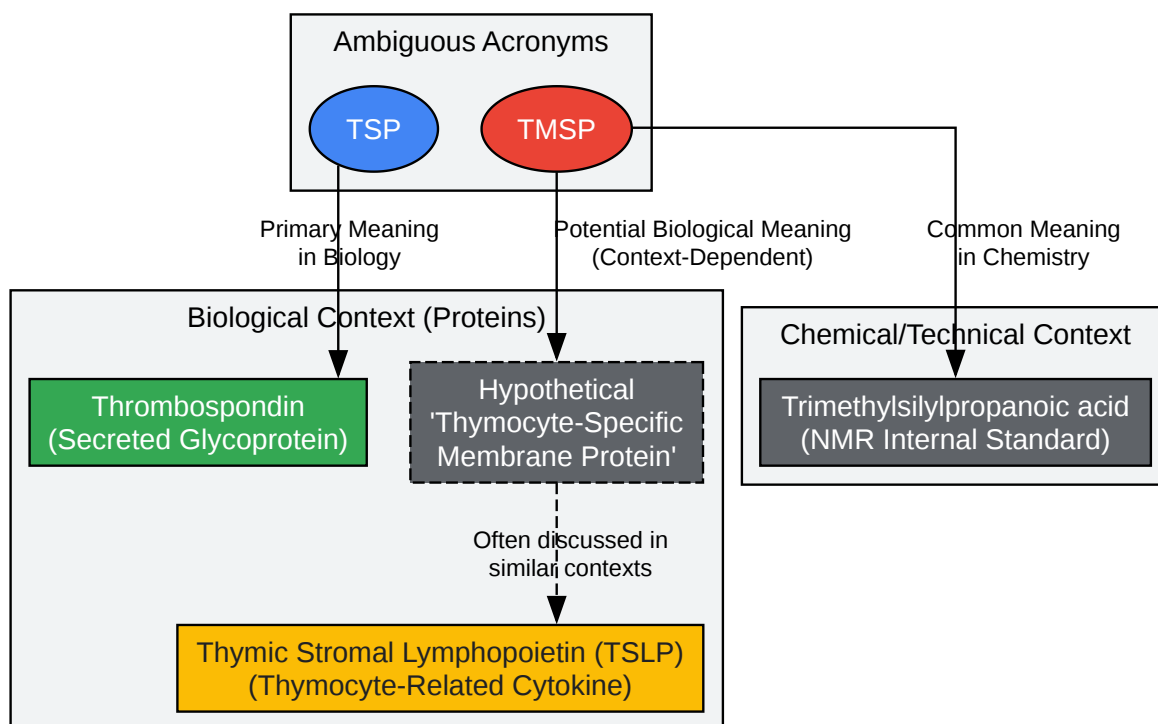 Ambiguous Acronyms
TSP
TMSP
Primary Meaning
in Biology
Potential Biological Meaning
(Context-Dependent)
Common Meaning
in Chemistry
Biological Context (Proteins)
Chemical/Technical Context
Thrombospondin
(Secreted Glycoprotein)
Hypothetical
'Thymocyte-Specific
Membrane Protein'
Trimethylsilylpropanoic acid
(NMR Internal Standard)
Often discussed in
similar contexts
Thymic Stromal Lymphopoietin (TSLP)
(Thymocyte-Related Cytokine)